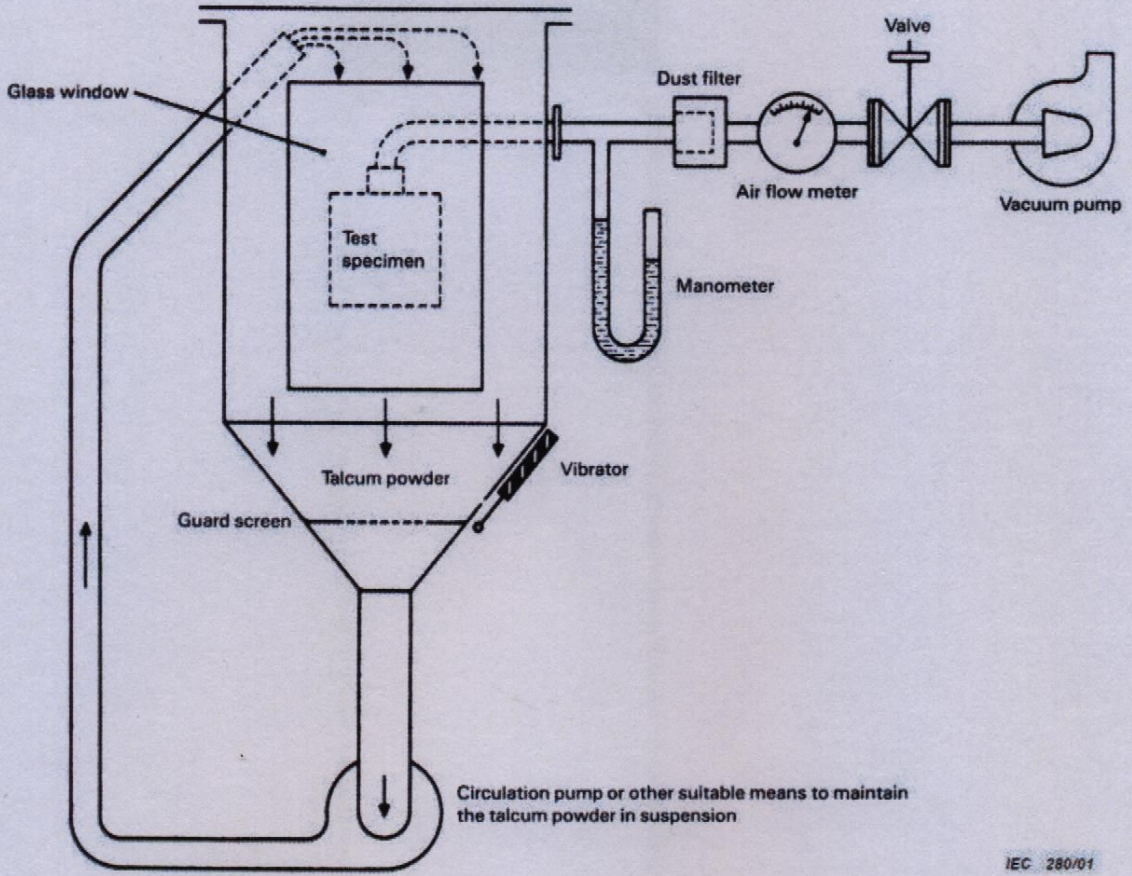 Valve
Dust filter
Glass window
Air flow meter
Vacuum pump
Test
specimen
Manometer
Talcum powder
Vibrator
Guard screen
Circulation pump or other suitable means to maintain
the talcum powder in suspension
IEC 280/01